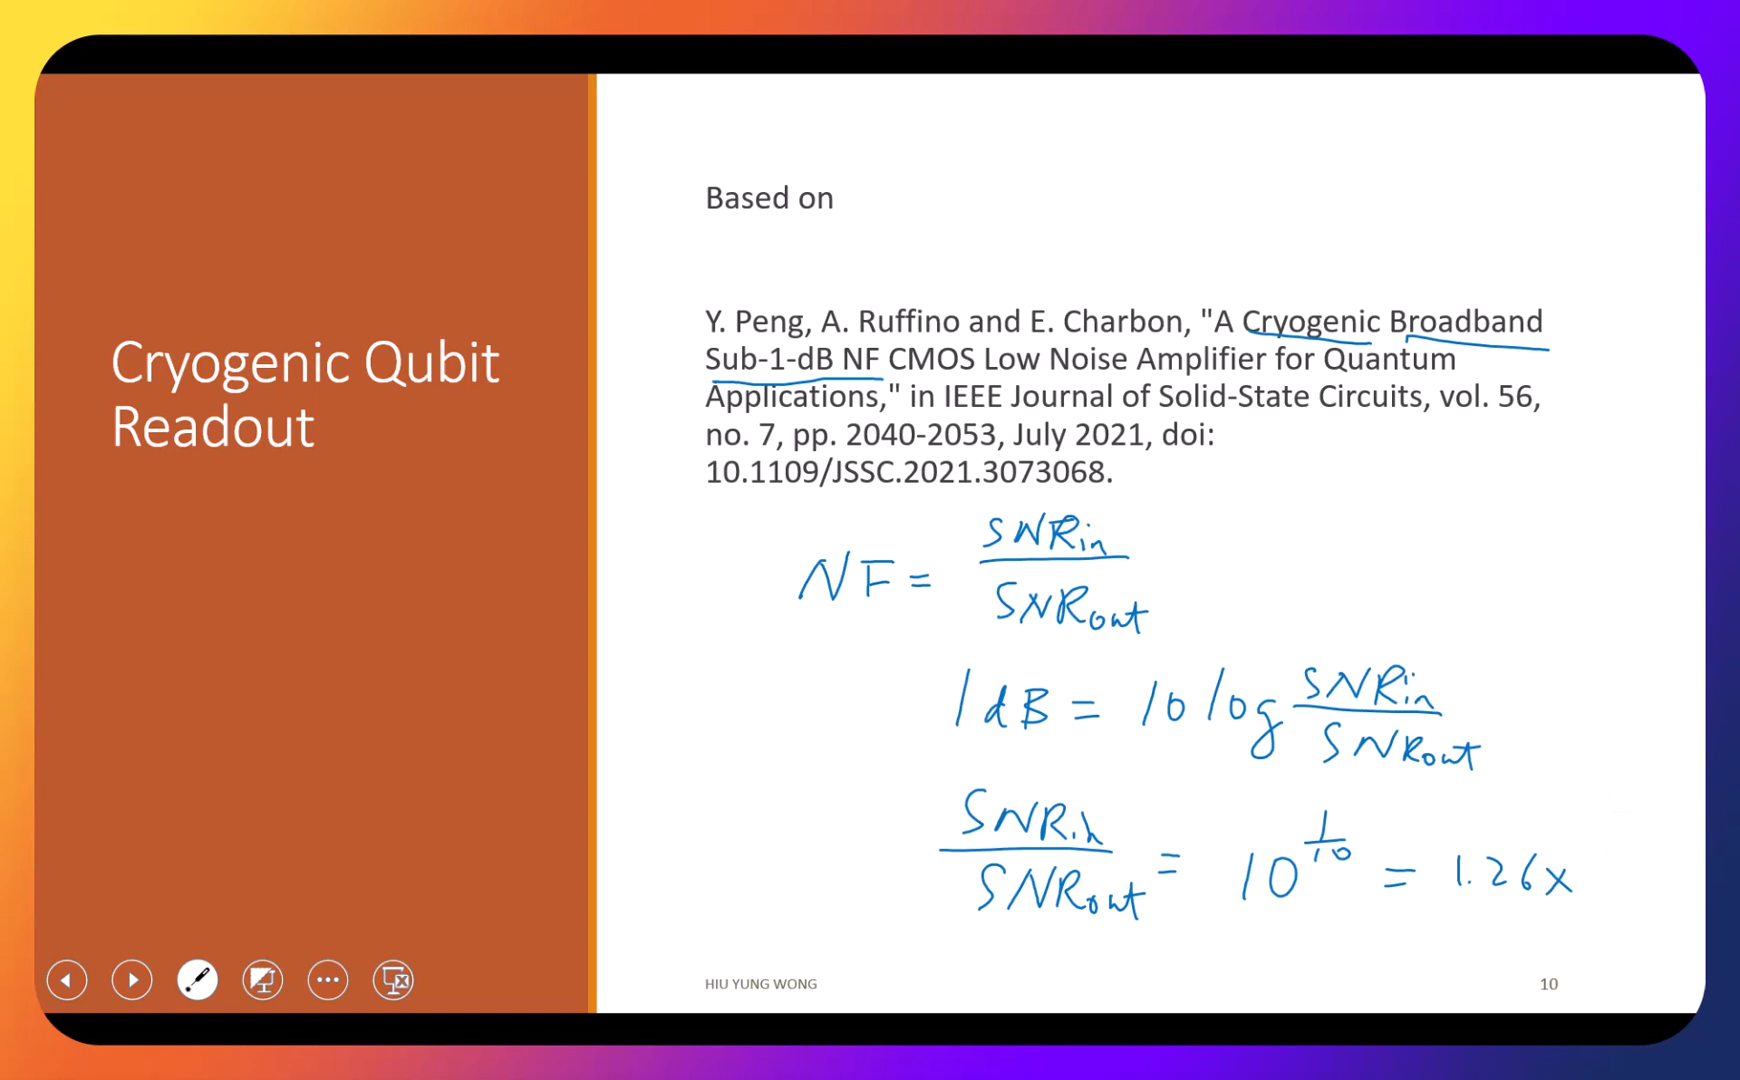 Cryogenic Qubit
Readout
Based on
Y. Peng, A. Ruffino and E. Charbon, "A Cryogenic Broadband
Sub-1-dB NF CMOS Low Noise Amplifier for Quantum
Applications," in IEEE Journal of Solid-State Circuits, vol. 56,
no. 7, pp. 2040-2053, July 2021, doi:
10.1109/JSSC.2021.3073068.
NF = SNRin / SNRout
1 dB = 10 log SNRin / SNRout
SNRin / SNRout = 10^(1/10) = 1.26x
HIU YUNG WONG
10